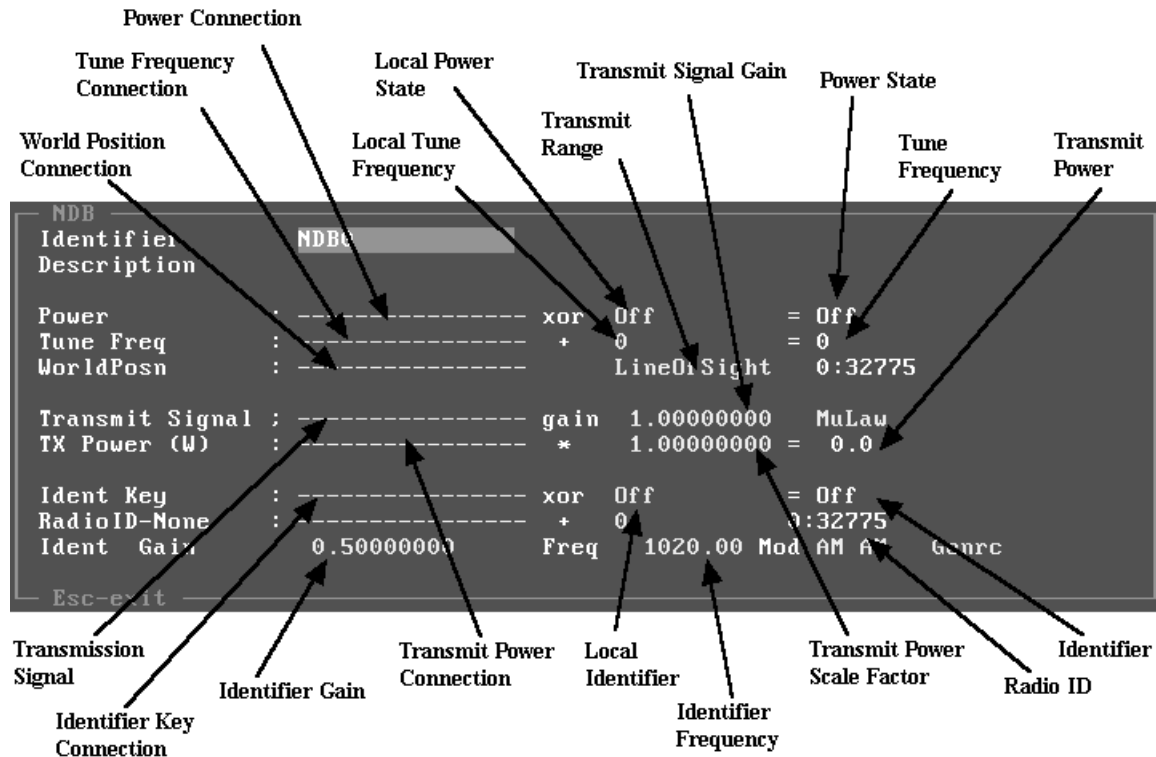 Power Connection
Tune Frequency Connection
Local Power State
Transmit Signal Gain
Power State
World Position Connection
Local Tune Frequency
Transmit Range
Tune Frequency
Transmit Power
NDB
Identifier NDB0
Description
Power : ----------------- xor Off = Off
Tune Freq : ----------------- + 0 = 0
WorldPosn : ----------------- LineOfSight 0:32775
Transmit Signal ; ----------------- gain 1.00000000 MuLaw
TX Power (W) : ----------------- * 1.00000000 = 0.0
Ident Key : ----------------- xor Off = Off
RadioID-None : ----------------- + 0 0:32775
Ident Gain 0.50000000 Freq 1020.00 Mod AM AM Genrc
Esc-exit
Transmission Signal
Transmit Power Connection
Local Identifier
Transmit Power Scale Factor
Identifier
Identifier Gain
Radio ID
Identifier Key Connection
Identifier Frequency